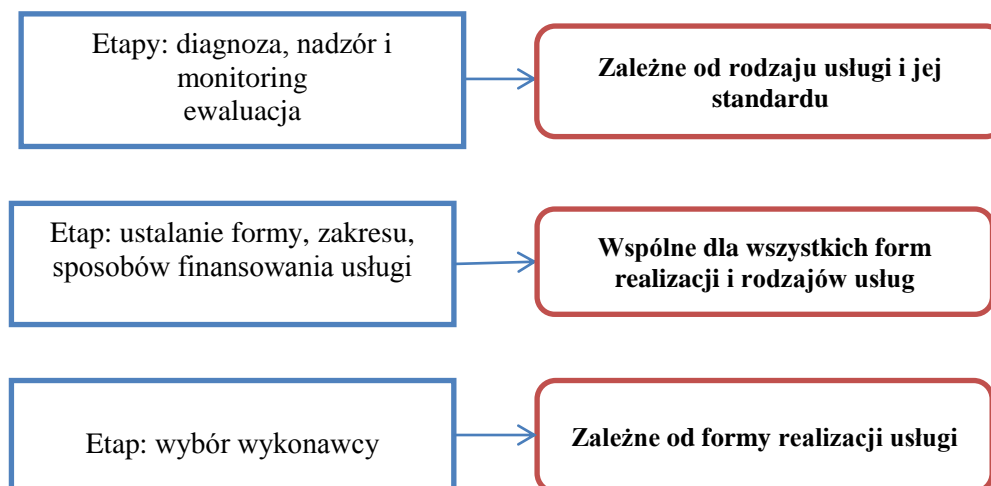 Etapy: diagnoza, nadzór i
monitoring
ewaluacja
Zależne od rodzaju usługi i jej
standardu
Etap: ustalanie formy, zakresu,
sposobów finansowania usługi
Wspólne dla wszystkich form
realizacji i rodzajów usług
Etap: wybór wykonawcy
Zależne od formy realizacji usługi